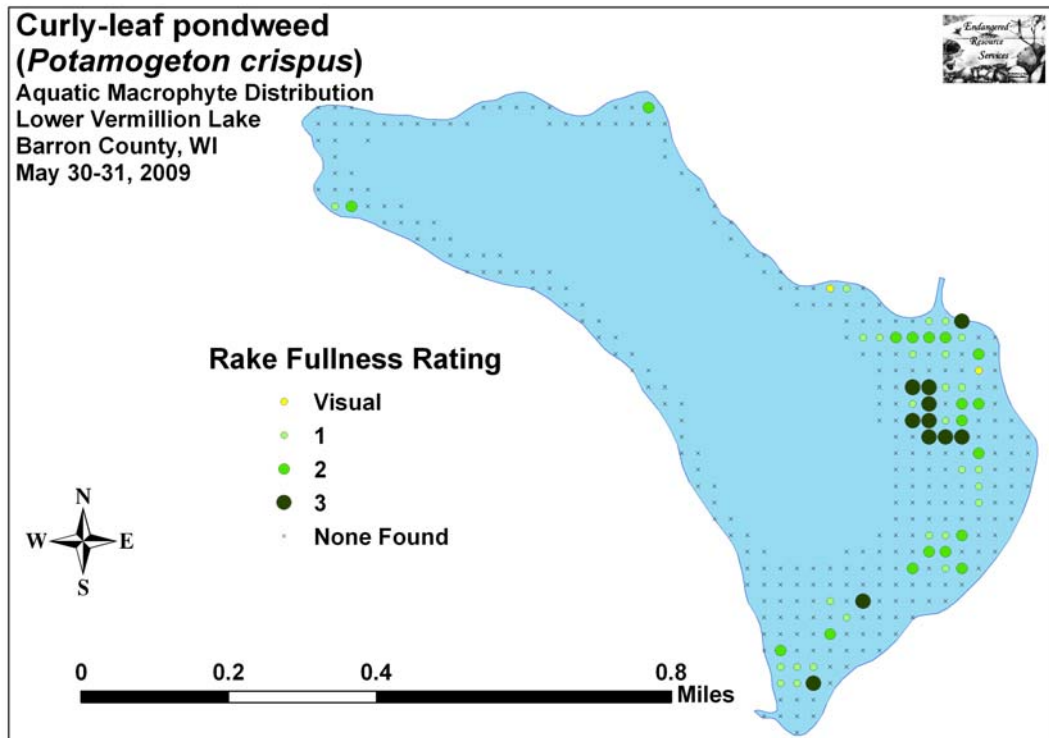 Curly-leaf pondweed
(Potamogeton crispus)
Aquatic Macrophyte Distribution
Lower Vermillion Lake
Barron County, WI
May 30-31, 2009
Endangered
Resource
Services
Rake Fullness Rating
Visual
1
2
3
None Found
N
W E
S
0 0.2 0.4 0.8
Miles